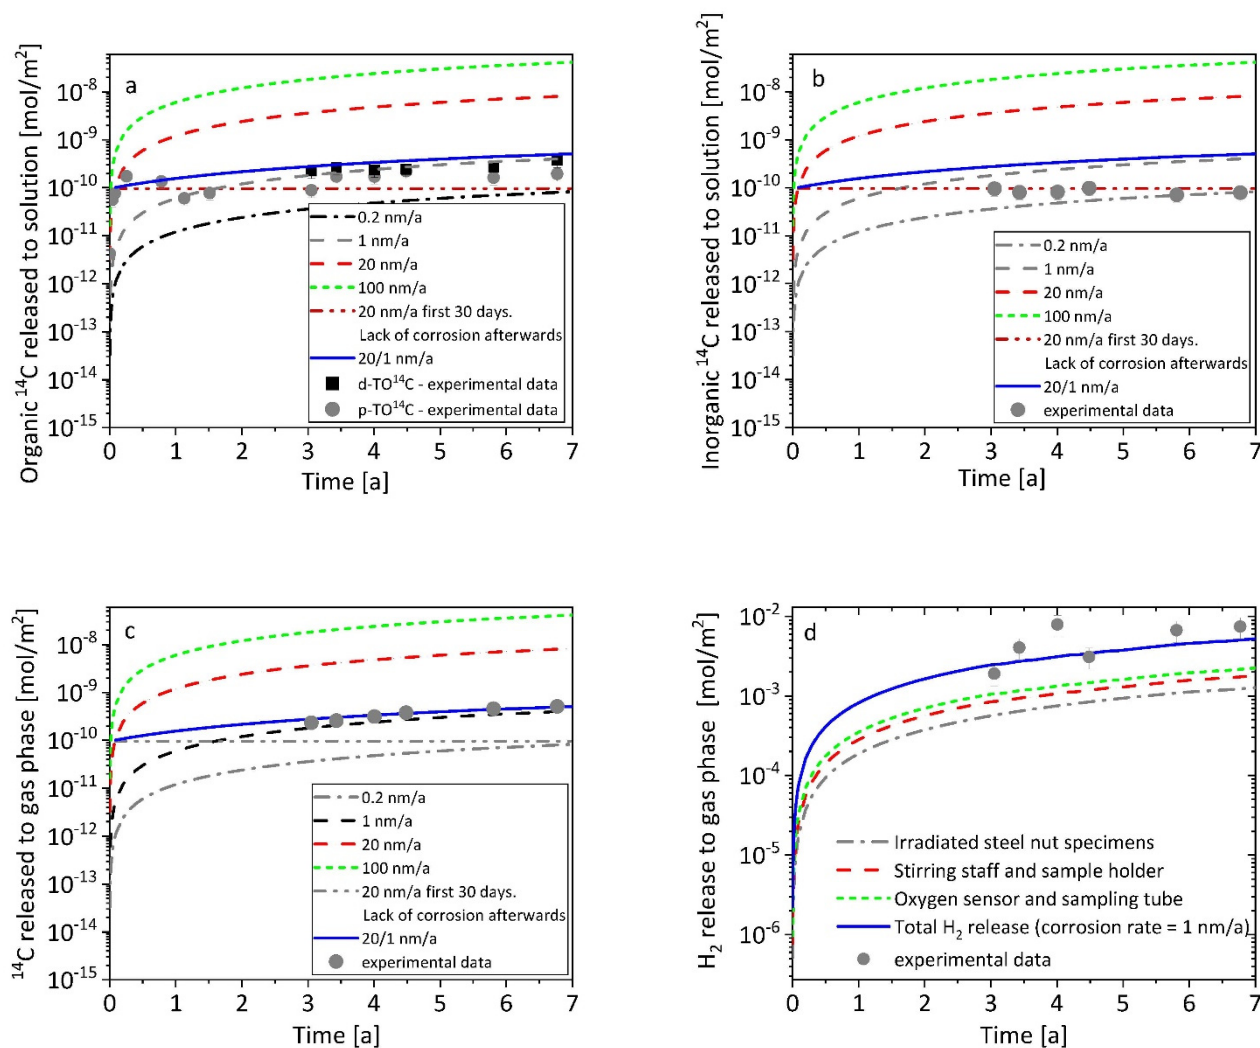 a
Organic ¹⁴C released to solution [mol/m²]
10⁻⁸
10⁻⁹
10⁻¹⁰
10⁻¹¹
10⁻¹²
10⁻¹³
10⁻¹⁴
10⁻¹⁵
0.2 nm/a
1 nm/a
20 nm/a
100 nm/a
20 nm/a first 30 days.
Lack of corrosion afterwards
20/1 nm/a
d-TO¹⁴C - experimental data
p-TO¹⁴C - experimental data
0 1 2 3 4 5 6 7
Time [a]
b
Inorganic ¹⁴C released to solution [mol/m²]
10⁻⁸
10⁻⁹
10⁻¹⁰
10⁻¹¹
10⁻¹²
10⁻¹³
10⁻¹⁴
10⁻¹⁵
0.2 nm/a
1 nm/a
20 nm/a
100 nm/a
20 nm/a first 30 days.
Lack of corrosion afterwards
20/1 nm/a
experimental data
0 1 2 3 4 5 6 7
Time [a]
c
¹⁴C released to gas phase [mol/m²]
10⁻⁸
10⁻⁹
10⁻¹⁰
10⁻¹¹
10⁻¹²
10⁻¹³
10⁻¹⁴
10⁻¹⁵
0.2 nm/a
1 nm/a
20 nm/a
100 nm/a
20 nm/a first 30 days.
Lack of corrosion afterwards
20/1 nm/a
experimental data
0 1 2 3 4 5 6 7
Time [a]
d
H₂ release to gas phase [mol/m²]
10⁻²
10⁻³
10⁻⁴
10⁻⁵
10⁻⁶
Irradiated steel nut specimens
Stirring staff and sample holder
Oxygen sensor and sampling tube
Total H₂ release (corrosion rate = 1 nm/a)
experimental data
0 1 2 3 4 5 6 7
Time [a]